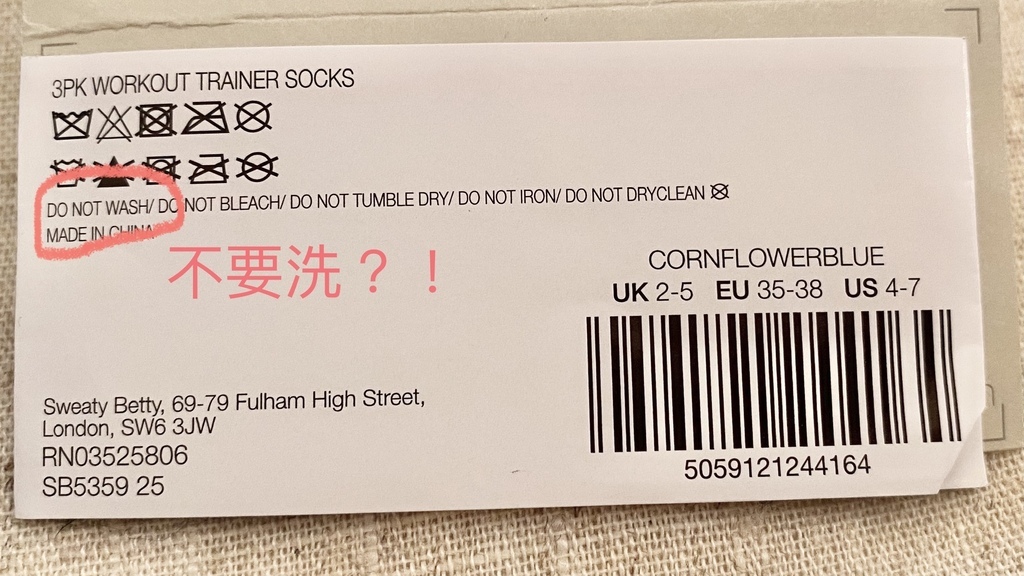 3PK WORKOUT TRAINER SOCKS
DO NOT WASH/ DO NOT BLEACH/ DO NOT TUMBLE DRY/ DO NOT IRON/ DO NOT DRYCLEAN
MADE IN CHINA
不要洗？！
CORNFLOWERBLUE
UK 2-5 EU 35-38 US 4-7
5059121244164
Sweaty Betty, 69-79 Fulham High Street,
London, SW6 3JW
RN03525806
SB5359 25